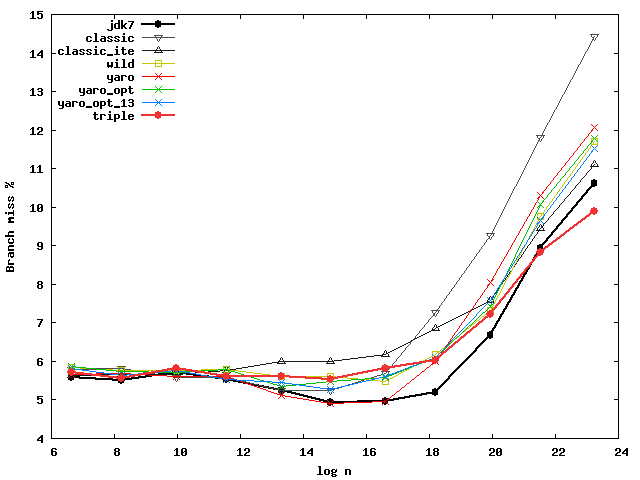 15
14
13
12
11
10
9
8
7
6
5
4
Branch miss %
jdk7
classic
classic_ite
wild
yaro
yaro_opt
yaro_opt_13
triple
6 8 10 12 14 16 18 20 22 24
log n